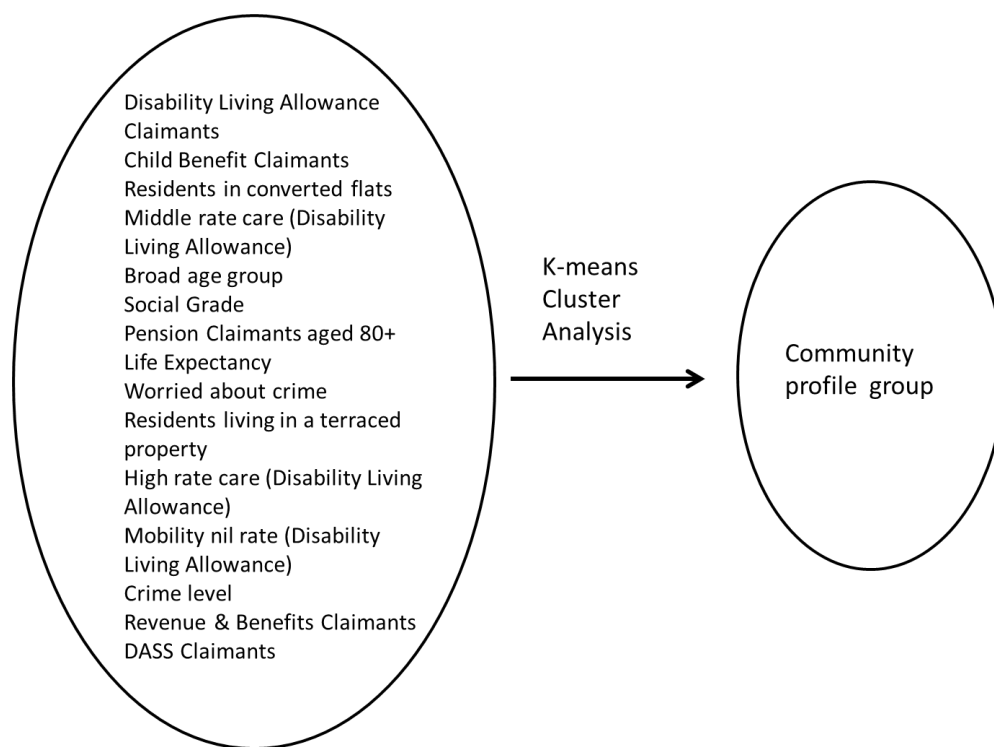 Disability Living Allowance
Claimants
Child Benefit Claimants
Residents in converted flats
Middle rate care (Disability
Living Allowance)
Broad age group
Social Grade
Pension Claimants aged 80+
Life Expectancy
Worried about crime
Residents living in a terraced
property
High rate care (Disability Living
Allowance)
Mobility nil rate (Disability
Living Allowance)
Crime level
Revenue & Benefits Claimants
DASS Claimants
K-means
Cluster
Analysis
Community
profile group